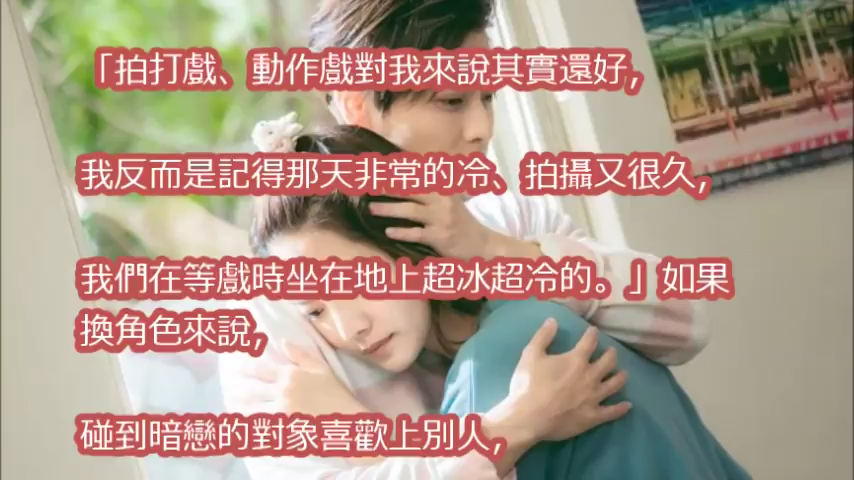 「拍打戲、動作戲對我來說其實還好，
我反而是記得那天非常的冷、拍攝又很久，
我們在等戲時坐在地上超冰超冷的。」如果
換角色來說，
碰到暗戀的對象喜歡上別人，